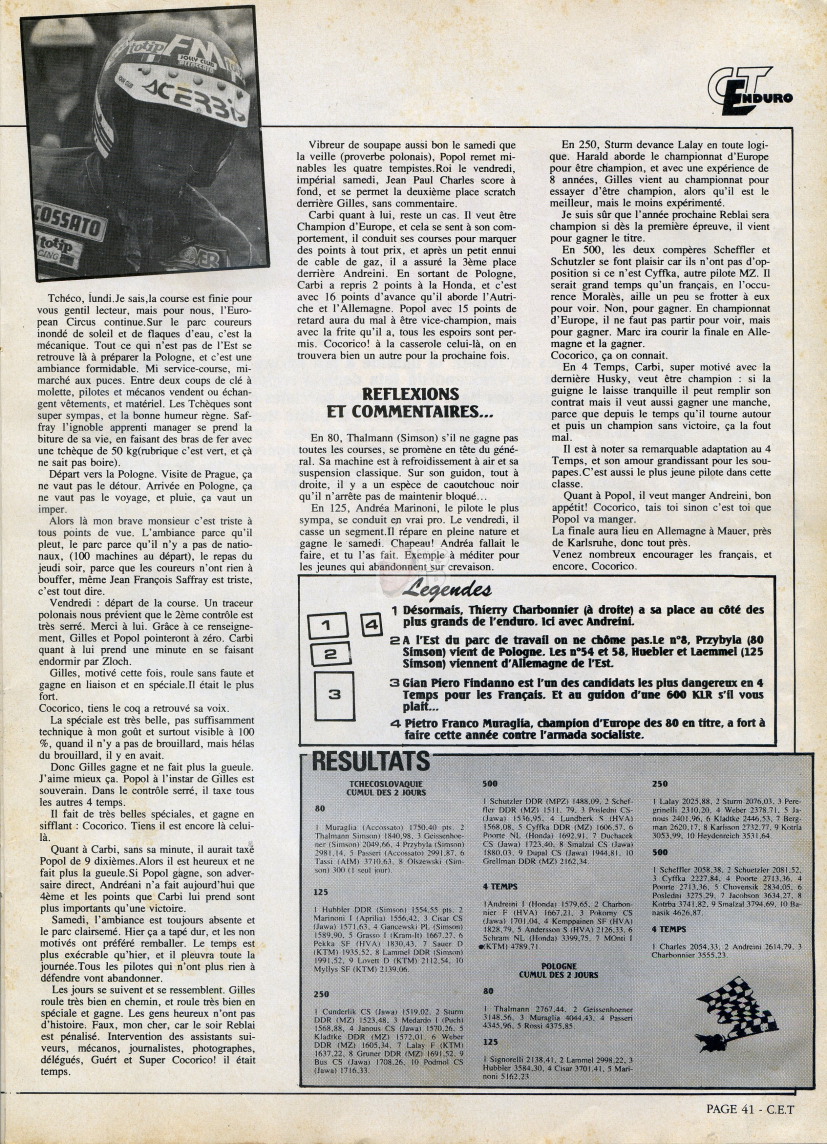 FM
totip
JOLLY CLUB
ACERBIS
COSSATO
totip
CET
ENDURO
Tchéco, lundi.Je sais,la course est finie pour
vous gentil lecteur, mais pour nous, l'Euro-
pean Circus continue.Sur le parc coureurs
inondé de soleil et de flaques d'eau, c'est la
mécanique. Tout ce qui n'est pas de l'Est se
retrouve là à préparer la Pologne, et c'est une
ambiance formidable. Mi service-course, mi-
marché aux puces. Entre deux coups de clé à
molette, pilotes et mécanos vendent ou échan-
gent vêtements, et matériel. Les Tchèques sont
super sympas, et la bonne humeur règne. Saf-
fray l'ignoble apprenti manager se prend la
biture de sa vie, en faisant des bras de fer avec
une tchèque de 50 kg(rubrique c'est vert, et çà
ne sait pas boire).
Départ vers la Pologne. Visite de Prague, ça
ne vaut pas le détour. Arrivée en Pologne, ça
ne vaut pas le voyage, et pluie, ça vaut un
imper.
Alors là mon brave monsieur c'est triste à
tous points de vue. L'ambiance parce qu'il
pleut, le parc parce qu'il n'y a pas de natio-
naux, (100 machines au départ), le repas du
jeudi soir, parce que les coureurs n'ont rien à
bouffer, même Jean François Saffray est triste,
c'est tout dire.
Vendredi : départ de la course. Un traceur
polonais nous prévient que le 2ème contrôle est
très serré. Merci à lui. Grâce à ce renseigne-
ment, Gilles et Popol pointeront à zéro. Carbi
quant à lui prend une minute en se faisant
endormir par Zloch.
Gilles, motivé cette fois, roule sans faute et
gagne en liaison et en spéciale.Il était le plus
fort.
Cocorico, tiens le coq a retrouvé sa voix.
La spéciale est très belle, pas suffisamment
technique à mon goût et surtout visible à 100
%, quand il n'y a pas de brouillard, mais hélas
du brouillard, il y en avait.
Donc Gilles gagne et ne fait plus la gueule.
J'aime mieux ça. Popol à l'instar de Gilles est
souverain. Dans le contrôle serré, il taxe tous
les autres 4 temps.
Il fait de très belles spéciales, et gagne en
sifflant : Cocorico. Tiens il est encore là celui-
là.
Quant à Carbi, sans sa minute, il aurait taxé
Popol de 9 dixièmes.Alors il est heureux et ne
fait plus la gueule.Si Popol gagne, son adver-
saire direct, Andréani n'a fait aujourd'hui que
4ème et les points que Carbi lui prend sont
plus importants qu'une victoire.
Samedi, l'ambiance est toujours absente et
le parc clairsemé. Hier ça a tapé dur, et les non
motivés ont préféré remballer. Le temps est
plus exécrable qu'hier, et il pleuvra toute la
journée.Tous les pilotes qui n'ont plus rien à
défendre vont abandonner.
Les jours se suivent et se ressemblent. Gilles
roule très bien en chemin, et roule très bien en
spéciale et gagne. Les gens heureux n'ont pas
d'histoire. Faux, mon cher, car le soir Reblai
est pénalisé. Intervention des assistants sui-
veurs, mécanos, journalistes, photographes,
délégués, Guért et Super Cocorico! il était
temps.
Vibreur de soupape aussi bon le samedi que
la veille (proverbe polonais), Popol remet mi-
nables les quatre tempistes.Roi le vendredi,
impérial samedi, Jean Paul Charles score à
fond, et se permet la deuxième place scratch
derrière Gilles, sans commentaire.
Carbi quant à lui, reste un cas. Il veut être
Champion d'Europe, et cela se sent à son com-
portement, il conduit ses courses pour marquer
des points à tout prix, et après un petit ennui
de cable de gaz, il a assuré la 3ème place
derrière Andreini. En sortant de Pologne,
Carbi a repris 2 points à la Honda, et c'est
avec 16 points d'avance qu'il aborde l'Autri-
che et l'Allemagne. Popol avec 15 points de
retard aura du mal à être vice-champion, mais
avec la frite qu'il a, tous les espoirs sont per-
mis. Cocorico! à la casserole celui-là, on en
trouvera bien un autre pour la prochaine fois.
REFLEXIONS
ET COMMENTAIRES...
En 80, Thalmann (Simson) s'il ne gagne pas
toutes les courses, se promène en tête du géné-
ral. Sa machine est à refroidissement à air et sa
suspension classique. Sur son guidon, tout à
droite, il y a un espèce de caoutchouc noir
qu'il n'arrête pas de maintenir bloqué...
En 125, Andréa Marinoni, le pilote le plus
sympa, se conduit en vrai pro. Le vendredi, il
casse un segment.Il répare en pleine nature et
gagne le samedi. Chapeau! Andréa fallait le
faire, et tu l'as fait. Exemple à méditer pour
les jeunes qui abandonnent sur crevaison.
En 250, Sturm devance Lalay en toute logi-
que. Harald aborde le championnat d'Europe
pour être champion, et avec une expérience de
8 années, Gilles vient au championnat pour
essayer d'être champion, alors qu'il est le
meilleur, mais le moins expérimenté.
Je suis sûr que l'année prochaine Reblai sera
champion si dès la première épreuve, il vient
pour gagner le titre.
En 500, les deux compères Scheffler et
Schutzler se font plaisir car ils n'ont pas d'op-
position si ce n'est Cyffka, autre pilote MZ. Il
serait grand temps qu'un français, en l'occu-
rence Moralès, aille un peu se frotter à eux
pour voir. Non, pour gagner. En championnat
d'Europe, il ne faut pas partir pour voir, mais
pour gagner. Marc ira courir la finale en Alle-
magne et la gagner.
Cocorico, ça on connait.
En 4 Temps, Carbi, super motivé avec la
dernière Husky, veut être champion : si la
guigne le laisse tranquille il peut remplir son
contrat mais il veut aussi gagner une manche,
parce que depuis le temps qu'il tourne autour
et puis un champion sans victoire, ça la fout
mal.
Il est à noter sa remarquable adaptation au 4
Temps, et son amour grandissant pour les sou-
papes.C'est aussi le plus jeune pilote dans cette
classe.
Quant à Popol, il veut manger Andreini, bon
appétit! Cocorico, tais toi sinon c'est toi que
Popol va manger.
La finale aura lieu en Allemagne à Mauer, près
de Karlsruhe, donc tout près.
Venez nombreux encourager les français, et
encore, Cocorico.
Legendes
1
4
2
3
1 Désormais, Thierry Charbonnier (à droite) a sa place au côté des
plus grands de l'enduro. Ici avec Andreini.
2 A l'Est du parc de travail on ne chôme pas.Le n°8, Przybyla (80
Simson) vient de Pologne. Les n°54 et 58, Huebler et Laemmel (125
Simson) viennent d'Allemagne de l'Est.
3 Gian Piero Findanno est l'un des candidats les plus dangereux en 4
Temps pour les Français. Et au guidon d'une 600 KLR s'il vous
plait...
4 Pietro Franco Muraglia, champion d'Europe des 80 en titre, a fort à
faire cette année contre l'armada socialiste.
RESULTATS
TCHECOSLOVAQUIE
CUMUL DES 2 JOURS
80
1 Muraglia (Accossato) 1750,40 pts. 2
Thalmann Simson) 1840,98, 3 Geissenhoe-
ner (Simson) 2049,66, 4 Przybyla (Simson)
2981,14, 5 Passeri (Accossato) 2991,87, 6
Tassi (AIM) 3710,63, 8 Olszewski (Sim-
son) 300 (1 seul jour).
125
1 Hubbler DDR (Simson) 1554,55 pts, 2
Marinoni I (Aprilia) 1556,42, 3 Cisar CS
(Jawa) 1571,63, 4 Gancewski PL (Simson)
1589,90, 5 Grasso I (Kram-It) 1667,27, 6
Pekka SF (HVA) 1830,43, 7 Sauer D
(KTM) 1935,52, 8 Lammel DDR (Simson)
1991,52, 9 Lovett D (KTM) 2112,54, 10
Myllys SF (KTM) 2139,06.
250
1 Cunderlik CS (Jawa) 1519,02, 2 Sturm
DDR (MZ) 1523,48, 3 Medardo I (Puch)
1568,88, 4 Janous CS (Jawa) 1570,26, 5
Kladtke DDR (MZ) 1572,01, 6 Weber
DDR (MZ) 1605,34, 7 Lalay F (KTM)
1637,22, 8 Gruner DDR (MZ) 1691,52, 9
Bus CS (Jawa) 1708,26, 10 Podmol CS
(Jawa) 1716,33.
500
1 Schutzler DDR (MPZ) 1488,09, 2 Schef-
fler DDR (MZ) 1511, 79, 3 Posledni CS-
(Jawa) 1536,95, 4 Lundberk S (HVA)
1568,08, 5 Cyffka DDR (MZ) 1606,57, 6
Poorte NL (Honda) 1692,91, 7 Duchacek
CS (Jawa) 1723,40, 8 Smalzal CS (Jawa)
1880,03, 9 Dupal CS (Jawa) 1944,81, 10
Grellman DDR (MZ) 2162,34.
4 TEMPS
1Andreini I (Honda) 1579,65, 2 Charbon-
nier F (HVA) 1667,21, 3 Pokorny CS
(Jawa) 1701,04, 4 Kemppainen SF (HVA)
1828,79, 5 Andersson S (HVA) 2126,33, 6
Schram NL (Honda) 3399,75, 7 MOnti I
(KTM) 4789,71.
POLOGNE
CUMUL DES 2 JOURS
80
1 Thalmann 2767,44, 2 Geissenhoener
3148,56, 3 Muraglia 4044,43, 4 Passeri
4345,96, 5 Rossi 4375,85
125
1 Signorelli 2138,41, 2 Lammel 2998,22, 3
Hubbler 3584,30, 4 Cisar 3701,41, 5 Mari-
noni 5162,23
250
1 Lalay 2025,88, 2 Sturm 2076,03, 3 Pere-
grinelli 2310,20, 4 Weber 2378,71, 5 Ja-
nous 2401,96, 6 Kladtke 2446,53, 7 Berg-
man 2620,17, 8 Karlsson 2732,77, 9 Kotrla
3053,99, 10 Heydenreich 3531,64
500
1 Scheffler 2058,38, 2 Schuetzler 2081,52,
3 Cyffka 2227,84, 4 Poorte 2713,36, 4
Poorte 2713,36, 5 Chovensik 2834,05, 6
Posledni 3275,29, 7 Jacobson 3634,27, 8
Kotrba 3741,82, 9 Smalzal 3794,69, 10 Ba-
nasik 4626,87.
4 TEMPS
1 Charles 2054,33, 2 Andreini 2614,79, 3
Charbonnier 3555,23.
PAGE 41 - C.E.T